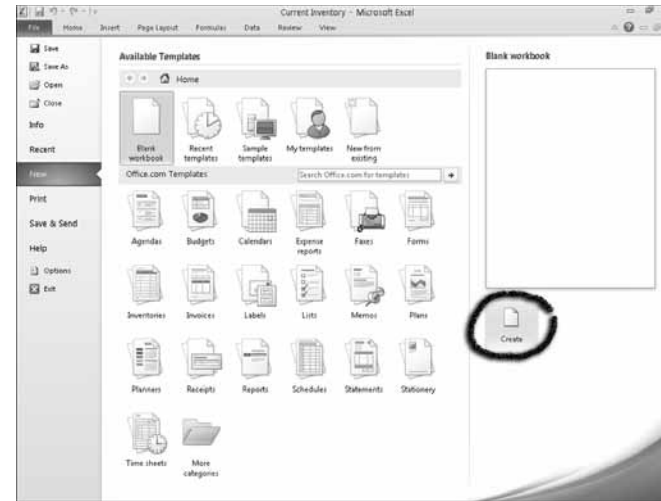 Current Inventory - Microsoft Excel
File Home Insert Page Layout Formulas Data Review View
Save
Save As
Open
Close
Info
Recent
New
Print
Save & Send
Help
Options
Exit
Available Templates
Home
Blank workbook
Recent templates
Sample templates
My templates
New from existing
Office.com Templates
Search Office.com for templates
Agendas
Budgets
Calendars
Expense reports
Faxes
Forms
Inventories
Invoices
Labels
Lists
Memos
Plans
Planners
Receipts
Reports
Schedules
Statements
Stationery
Time sheets
More categories
Blank workbook
Create